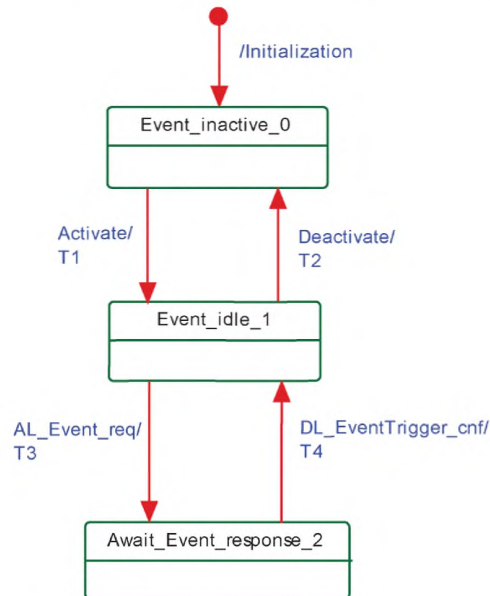 /Initialization
Event_inactive_0
Activate/
T1
Deactivate/
T2
Event_idle_1
AL_Event_req/
T3
DL_EventTrigger_cnf/
T4
Await_Event_response_2